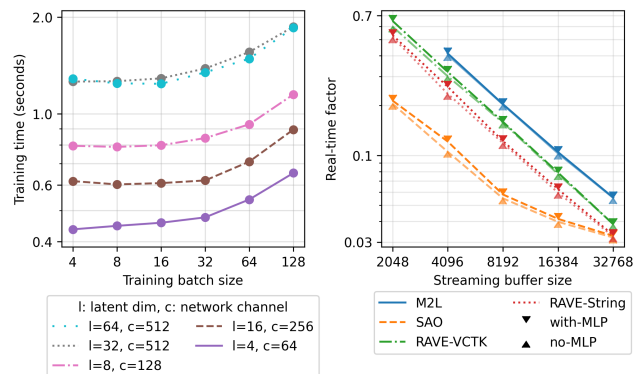 2.0
1.0
0.6
0.4
Training time (seconds)
4 8 16 32 64 128
Training batch size
l: latent dim, c: network channel
l=64, c=512
l=32, c=512
l=8, c=128
l=16, c=256
l=4, c=64
0.7
0.1
0.03
Real-time factor
2048 4096 8192 16384 32768
Streaming buffer size
M2L
SAO
RAVE-VCTK
RAVE-String
with-MLP
no-MLP